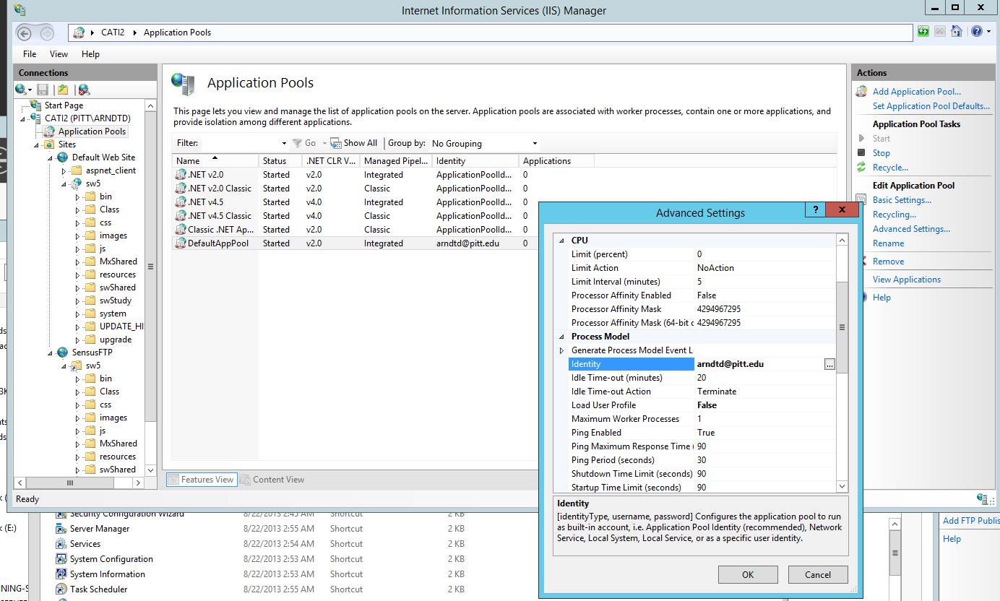 Internet Information Services (IIS) Manager
CATI2 Application Pools
File View Help
Connections
Start Page
CATI2 (PITT\ARNDTD)
Application Pools
Sites
Default Web Site
aspnet_client
sw5
bin
Class
css
images
js
MxShared
resources
swShared
swStudy
system
UPDATE_HI
upgrade
SensusFTP
sw5
bin
Class
css
images
js
MxShared
resources
swShared
Ready
Application Pools
This page lets you view and manage the list of application pools on the server. Application pools are associated with worker processes, contain one or more applications, and
provide isolation among different applications.
Filter: Go Show All Group by: No Grouping
Name Status .NET CLR V... Managed Pipel... Identity Applications
.NET v2.0 Started v2.0 Integrated ApplicationPoolId... 0
.NET v2.0 Classic Started v2.0 Classic ApplicationPoolId... 0
.NET v4.5 Started v4.0 Integrated ApplicationPoolId... 0
.NET v4.5 Classic Started v4.0 Classic ApplicationPoolId... 0
Classic .NET Ap... Started v2.0 Classic ApplicationPoolId... 0
DefaultAppPool Started v2.0 Integrated arndtd@pitt.edu 0
Features View Content View
Actions
Add Application Pool...
Set Application Pool Defaults...
Application Pool Tasks
Start
Stop
Recycle...
Edit Application Pool
Basic Settings...
Recycling...
Advanced Settings...
Rename
Remove
View Applications
Help
Advanced Settings
? X
CPU
Limit (percent) 0
Limit Action NoAction
Limit Interval (minutes) 5
Processor Affinity Enabled False
Processor Affinity Mask 4294967295
Processor Affinity Mask (64-bit o 4294967295
Process Model
Generate Process Model Event L
Identity arndtd@pitt.edu ...
Idle Time-out (minutes) 20
Idle Time-out Action Terminate
Load User Profile False
Maximum Worker Processes 1
Ping Enabled True
Ping Maximum Response Time ( 90
Ping Period (seconds) 30
Shutdown Time Limit (seconds) 90
Startup Time Limit (seconds) 90
Identity
[identityType, username, password] Configures the application pool to run
as built-in account, i.e. Application Pool Identity (recommended), Network
Service, Local System, Local Service, or as a specific user identity.
OK Cancel
Security Configuration Wizard 8/22/2013 2:45 AM Shortcut 2 KB
Server Manager 8/22/2013 2:55 AM Shortcut 2 KB
Services 8/22/2013 2:54 AM Shortcut 2 KB
System Configuration 8/22/2013 2:53 AM Shortcut 2 KB
System Information 8/22/2013 2:53 AM Shortcut 2 KB
Task Scheduler 8/22/2013 2:55 AM Shortcut 2 KB
k (E:)
NING-S
Add FTP Publis
Help